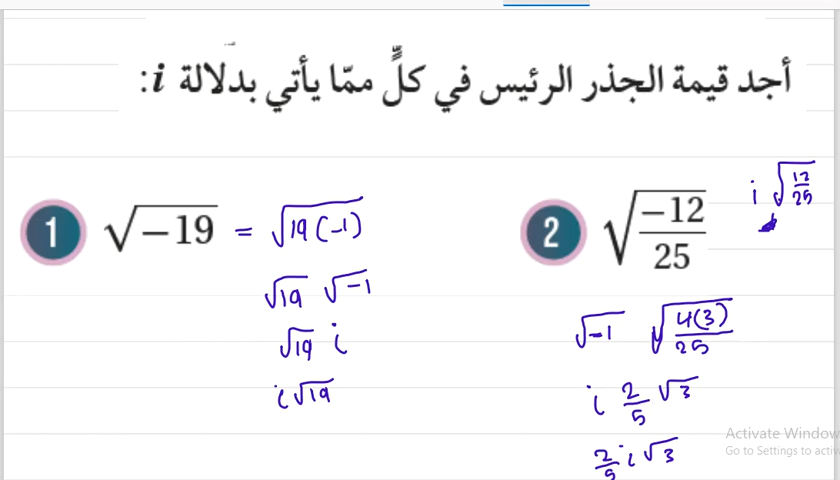 أجد قيمة الجذر الرئيس في كلٍّ ممّا يأتي بدلالة i:
1 √−19 = √19(−1)
√19 √−1
√19 i
i√19
2 √(−12/25)
i √(12/25)
√−1 √(4(3)/25)
i 2/5 √3
2/5 i√3
Activate Window
Go to Settings to activ